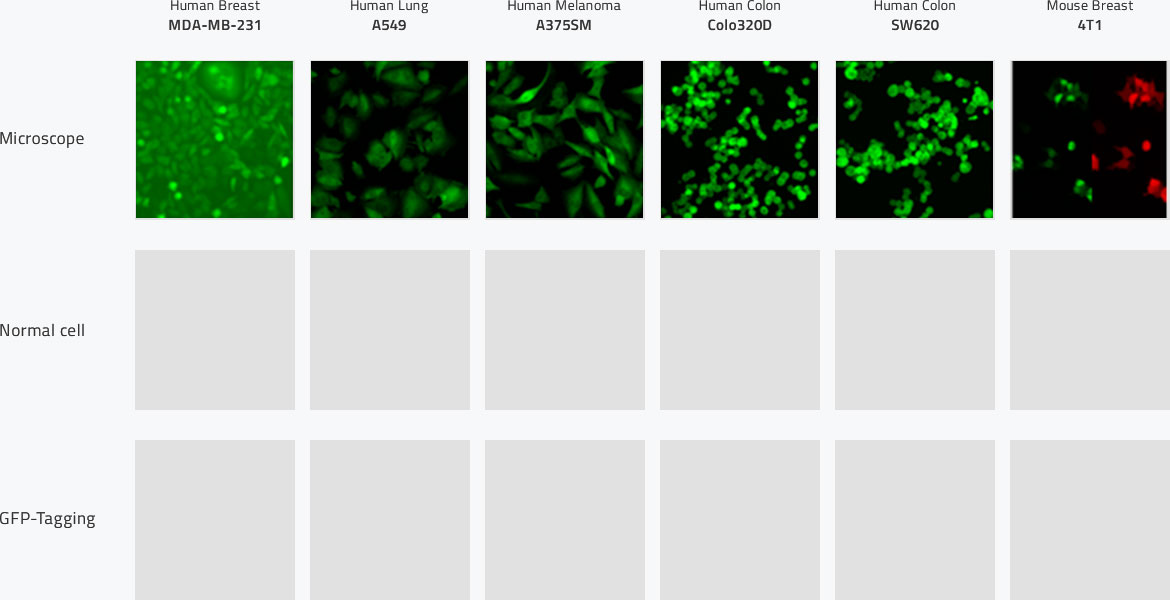 Human Breast
MDA-MB-231
Human Lung
A549
Human Melanoma
A375SM
Human Colon
Colo320D
Human Colon
SW620
Mouse Breast
4T1
Microscope
Normal cell
GFP-Tagging